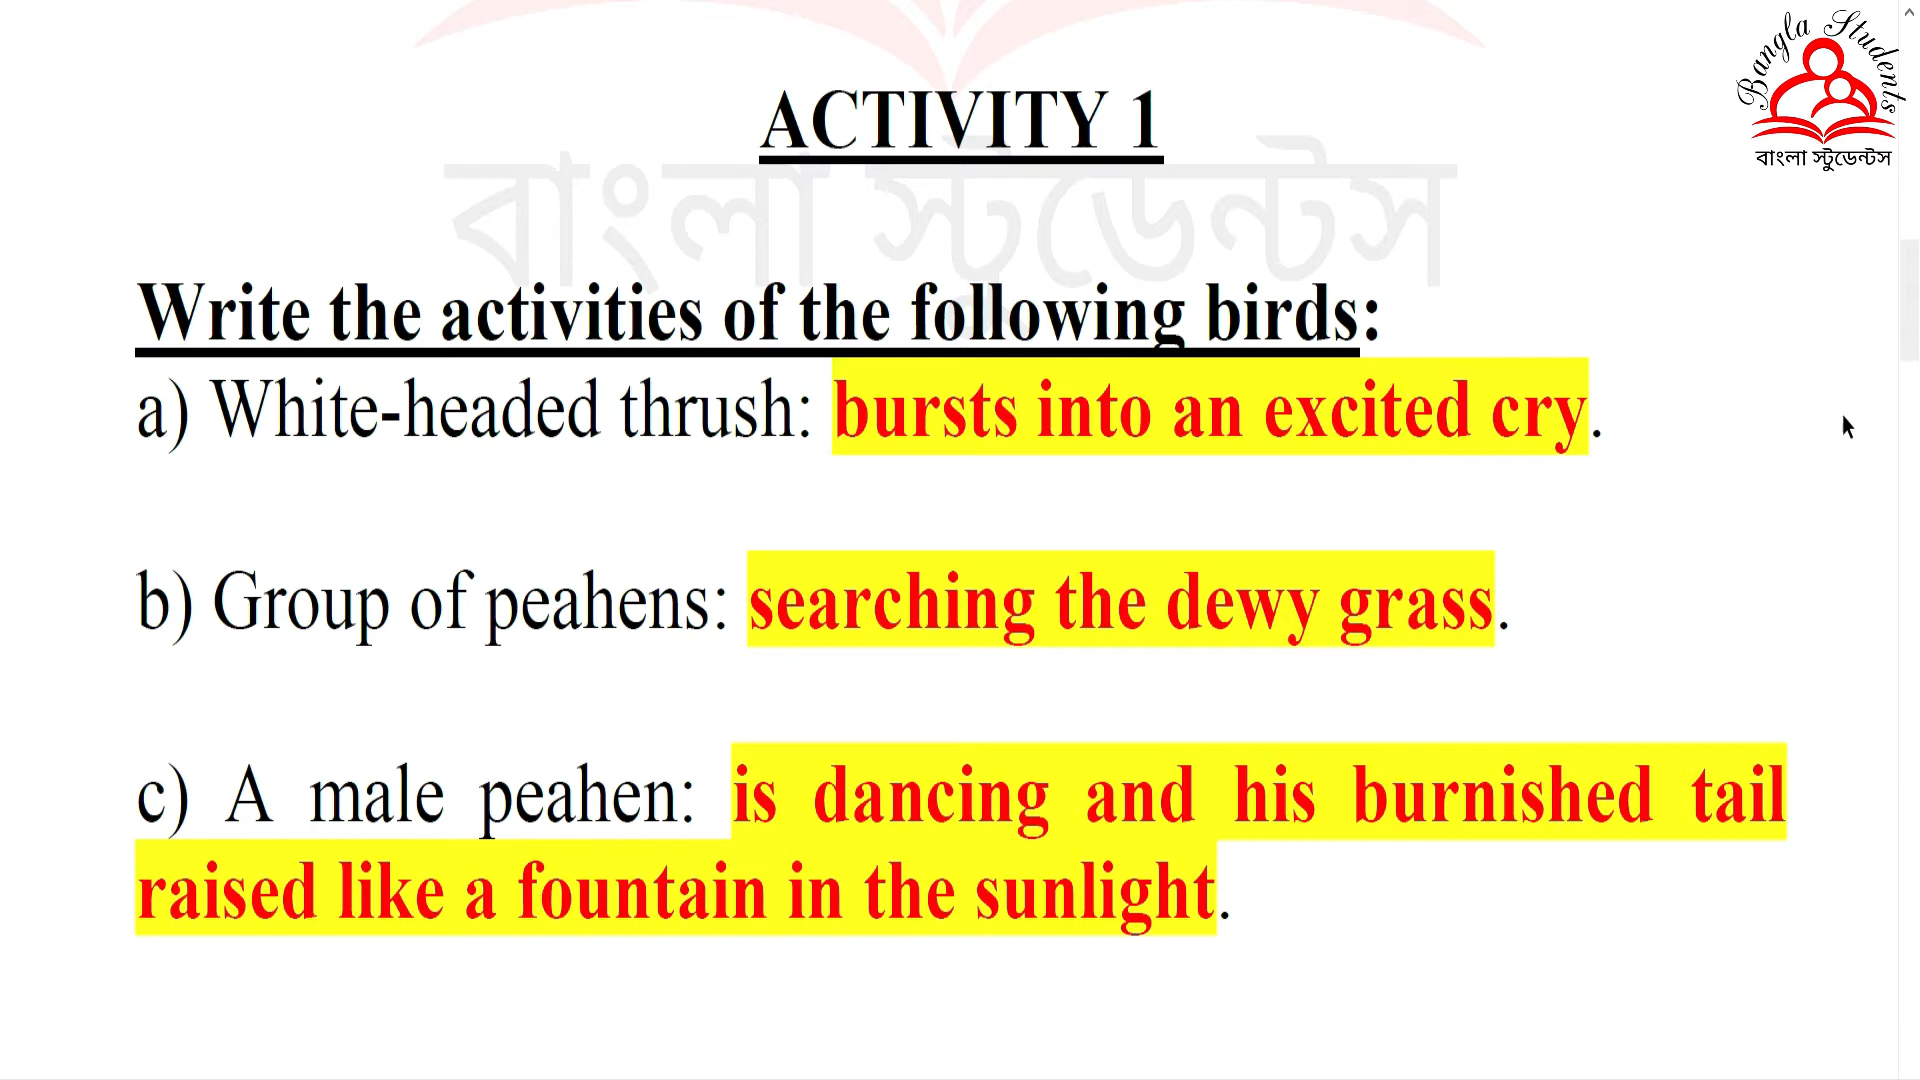 Bangla Students
বাংলা স্টুডেন্টস
ACTIVITY 1
বাংলা স্টুডেন্টস
Write the activities of the following birds:
a) White-headed thrush: bursts into an excited cry.
b) Group of peahens: searching the dewy grass.
c) A male peahen: is dancing and his burnished tail
raised like a fountain in the sunlight.